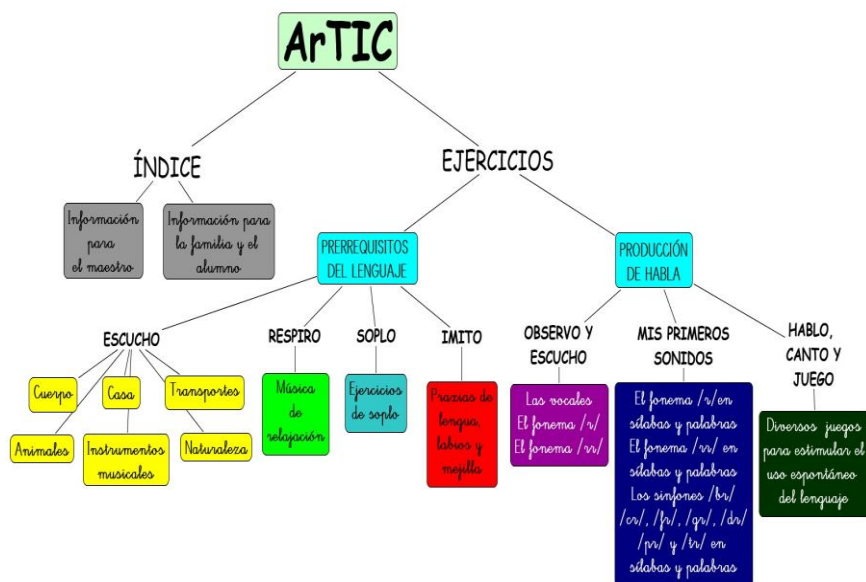 ArTIC
ÍNDICE
EJERCICIOS
Información
para
el maestro
Información para
la familia y el
alumno
PRERREQUISITOS
DEL LENGUAJE
PRODUCCIÓN
DE HABLA
ESCUCHO
RESPIRO
SOPLO
IMITO
OBSERVO Y
ESCUCHO
MIS PRIMEROS
SONIDOS
HABLO,
CANTO Y
JUEGO
Cuerpo
Casa
Transportes
Animales
Instrumentos
musicales
Naturaleza
Música
de
relajación
Ejercicios
de soplo
Praxias de
lengua,
labios y
mejilla
Las vocales
El fonema /r/
El fonema /rr/
El fonema /r/en
sílabas y palabras
El fonema /rr/ en
sílabas y palabras
Los sinfones /br/
/cr/, /fr/, /gr/, /dr/
/pr/ y /tr/ en
sílabas y palabras
Diversos juegos
para estimular el
uso espontáneo
del lenguaje